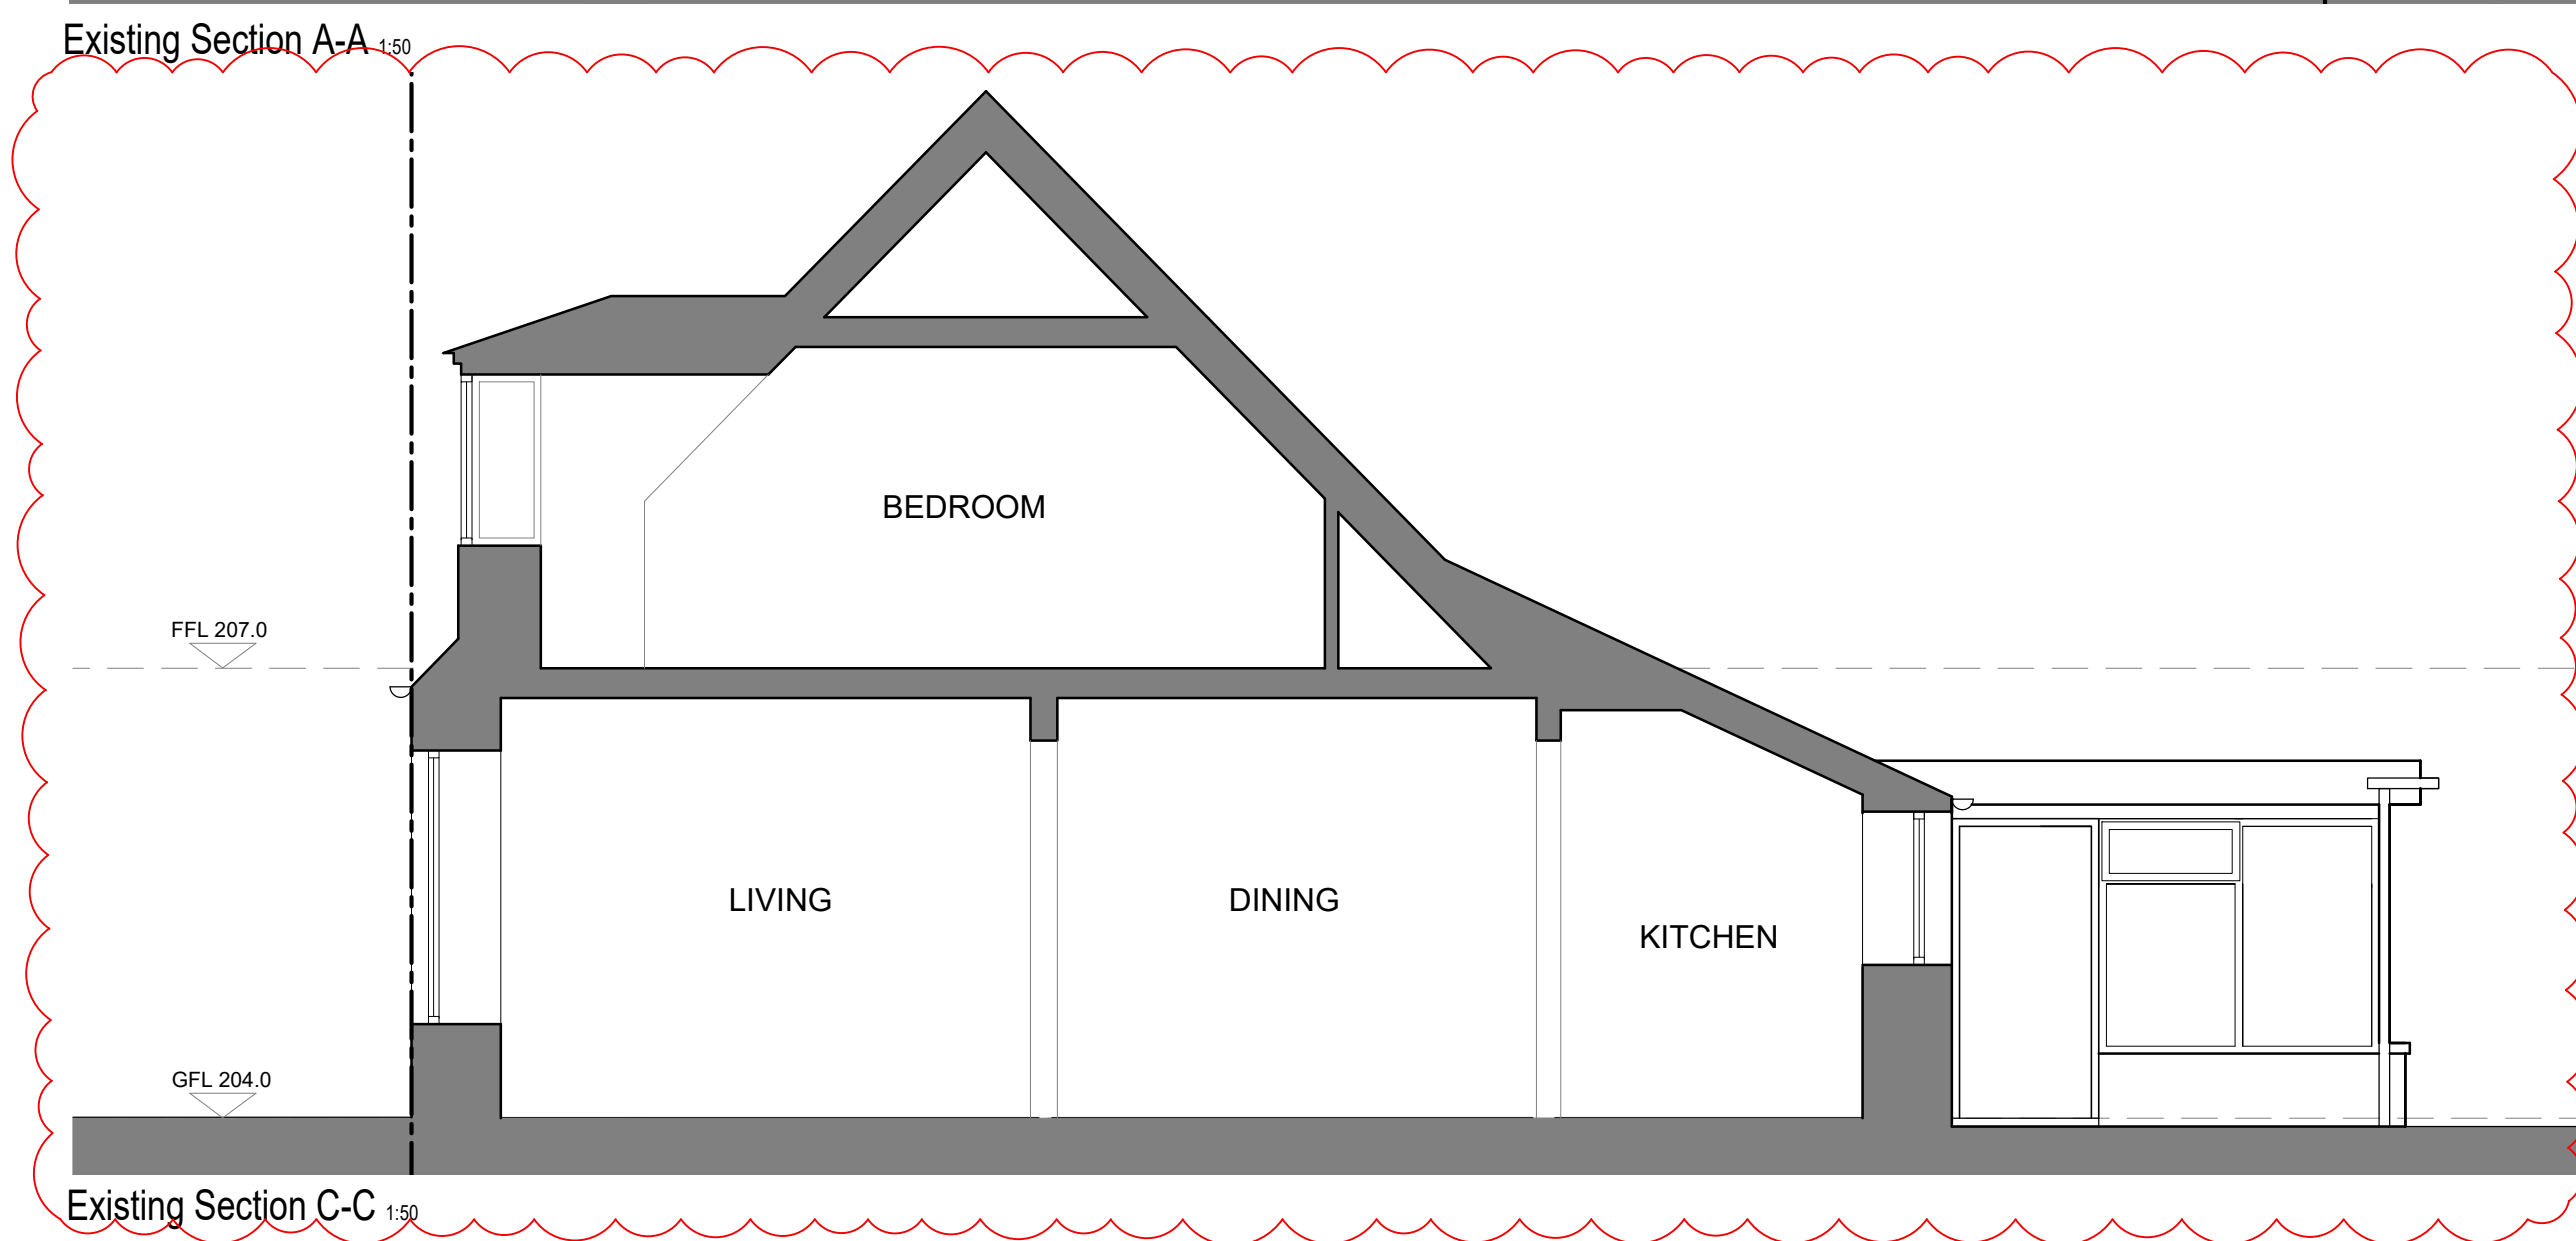 Existing Section A-A 1:50
BEDROOM
FFL 207.0
LIVING
DINING
KITCHEN
GFL 204.0
Existing Section C-C 1:50